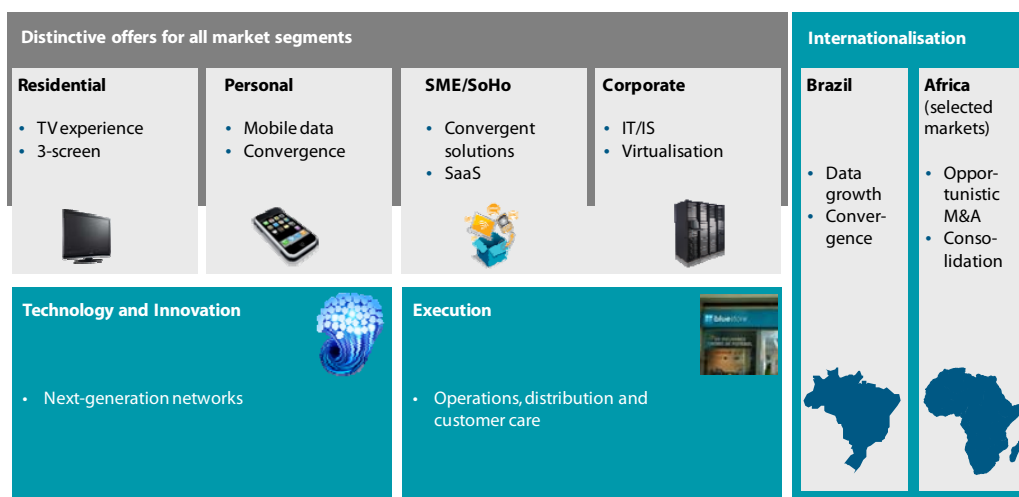 Distinctive offers for all market segments
Residential
• TV experience
• 3-screen
Personal
• Mobile data
• Convergence
SME/SoHo
• Convergent
solutions
• SaaS
Corporate
• IT/IS
• Virtualisation
Technology and Innovation
• Next-generation networks
Execution
bluestore
• Operations, distribution and
customer care
Internationalisation
Brazil
• Data
growth
• Conver-
gence
Africa
(selected
markets)
• Oppor-
tunistic
M&A
• Conso-
lidation